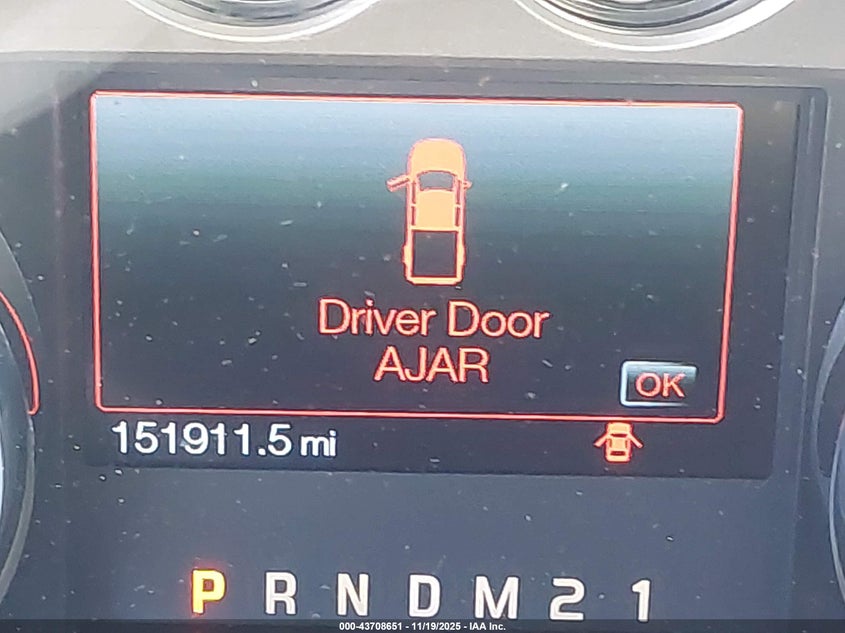 Driver Door
AJAR
OK
151911.5 mi
P R N D M 2 1
000-43708651 - 11/19/2025 - IAA Inc.